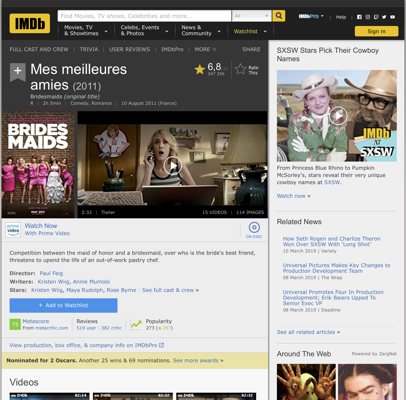 IMDb
Find Movies, TV shows, Celebrities and more...
All
IMDbPro
Help
Movies, TV & Showtimes
Celebs, Events & Photos
News & Community
Watchlist
Sign in
FULL CAST AND CREW | TRIVIA | USER REVIEWS | IMDbPro | MORE
SHARE
Mes meilleures
amies (2011)
6,8
Rate
This
Bridesmaids (original title)
R | 2h 5min | Comedy, Romance | 10 August 2011 (France)
BRIDES
MAIDS
2:32 | Trailer
15 VIDEOS | 114 IMAGES
prime video
Watch Now
With Prime Video
ON DISC
Competition between the maid of honor and a bridesmaid, over who is the bride's best friend,
threatens to upend the life of an out-of-work pastry chef.
Director: Paul Feig
Writers: Kristen Wiig, Annie Mumolo
Stars: Kristen Wiig, Maya Rudolph, Rose Byrne | See full cast & crew »
+ Add to Watchlist
75
Metascore
From metacritic.com
Reviews
519 user | 362 critic
Popularity
273
View production, box office, & company info on IMDbPro
Nominated for 2 Oscars. Another 25 wins & 69 nominations. See more awards »
Videos
SXSW Stars Pick Their Cowboy
Names
IMDb
AT
SXSW
From Princess Blue Rhino to Pumpkin
McSorley's, stars reveal their very unique
cowboy names at SXSW.
Watch now »
Related News
How Seth Rogen and Charlize Theron
Won Over SXSW With 'Long Shot'
10 March 2019 | Variety
Universal Pictures Makes Key Changes to
Production Development Team
08 March 2019 | The Wrap
Universal Promotes Four In Production
Development; Erik Baiers Upped To
Senior Exec VP
08 March 2019 | Deadline
See all related articles »
Around The Web
Powered by ZergNet